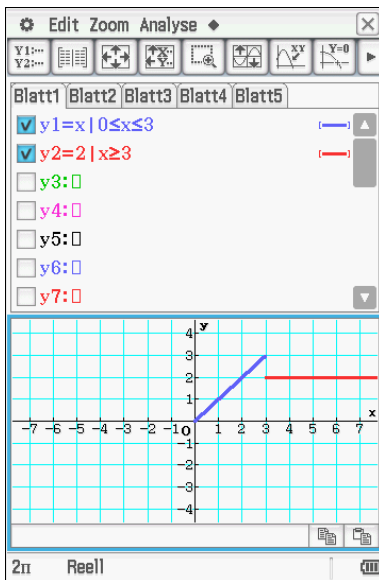 Edit Zoom Analyse ◆
Y1:··· Y2:··· XY Y=0
Blatt1 Blatt2 Blatt3 Blatt4 Blatt5
y1=x|0≤x≤3
y2=2|x≥3
y3:▯
y4:▯
y5:▯
y6:▯
y7:▯
y
4
3
2
1
x
-7 -6 -5 -4 -3 -2 -1 O 1 2 3 4 5 6 7
-1
-2
-3
-4
2π Reell